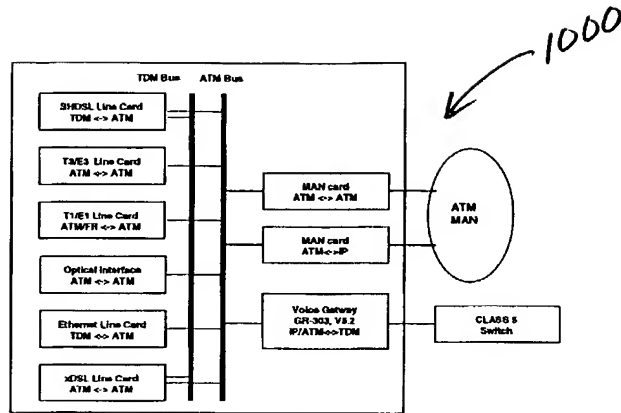 1000
TDM Bus ATM Bus
SHDSL Line Card
TDM <-> ATM
T3/E3 Line Card
ATM <-> ATM
T1/E1 Line Card
ATM/FR <-> ATM
Optical Interface
ATM <-> ATM
Ethernet Line Card
TDM <-> ATM
xDSL Line Card
ATM <-> ATM
MAN card
ATM <-> ATM
MAN card
ATM<->IP
Voice Getway
GR-303, V5.2
IP/ATM<->TDM
ATM
MAN
CLASS 5
Switch